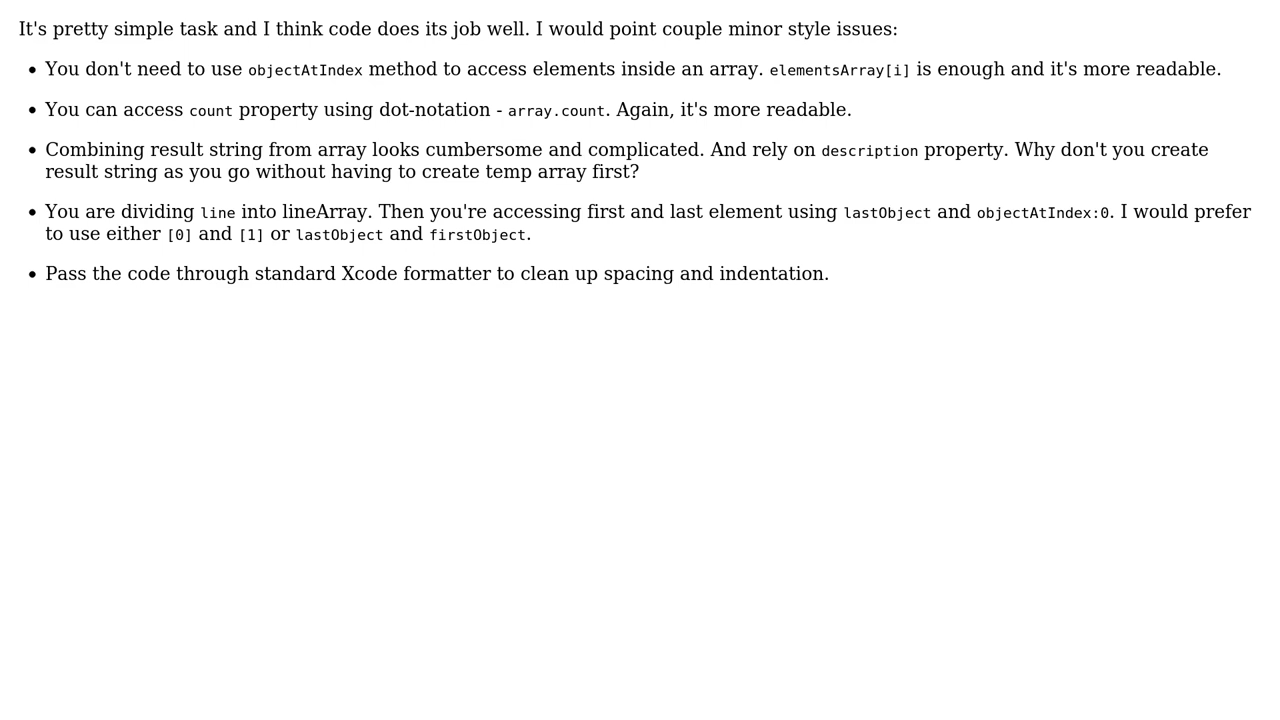 It's pretty simple task and I think code does its job well. I would point couple minor style issues:
• You don't need to use objectAtIndex method to access elements inside an array. elementsArray[i] is enough and it's more readable.
• You can access count property using dot-notation - array.count. Again, it's more readable.
• Combining result string from array looks cumbersome and complicated. And rely on description property. Why don't you create
result string as you go without having to create temp array first?
• You are dividing line into lineArray. Then you're accessing first and last element using lastObject and objectAtIndex:0. I would prefer
to use either [0] and [1] or lastObject and firstObject.
• Pass the code through standard Xcode formatter to clean up spacing and indentation.